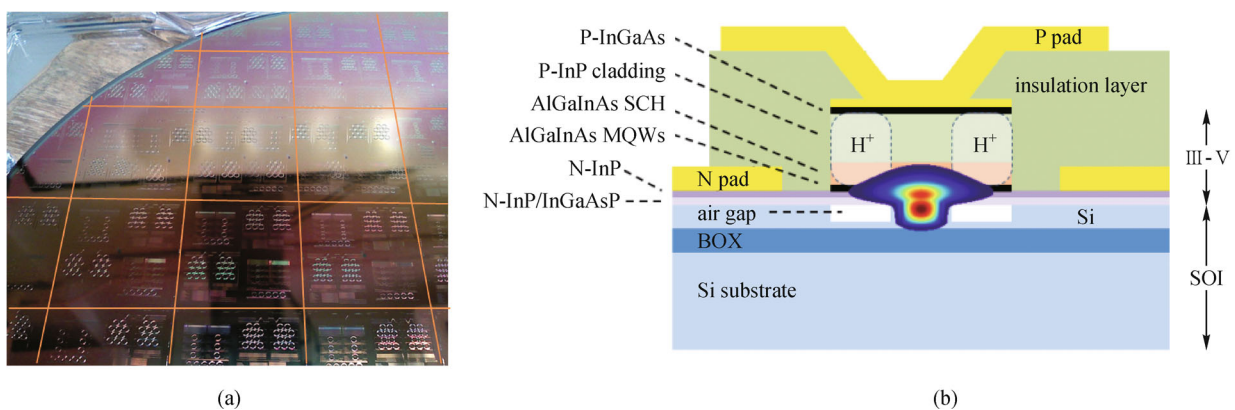 P-InGaAs
P-InP cladding
AlGaInAs SCH
AlGaInAs MQWs
N-InP
N-InP/InGaAsP
P pad
insulation layer
H⁺ H⁺
N pad
air gap
Si
BOX
Si substrate
Ⅲ-Ⅴ
SOI
(a)
(b)